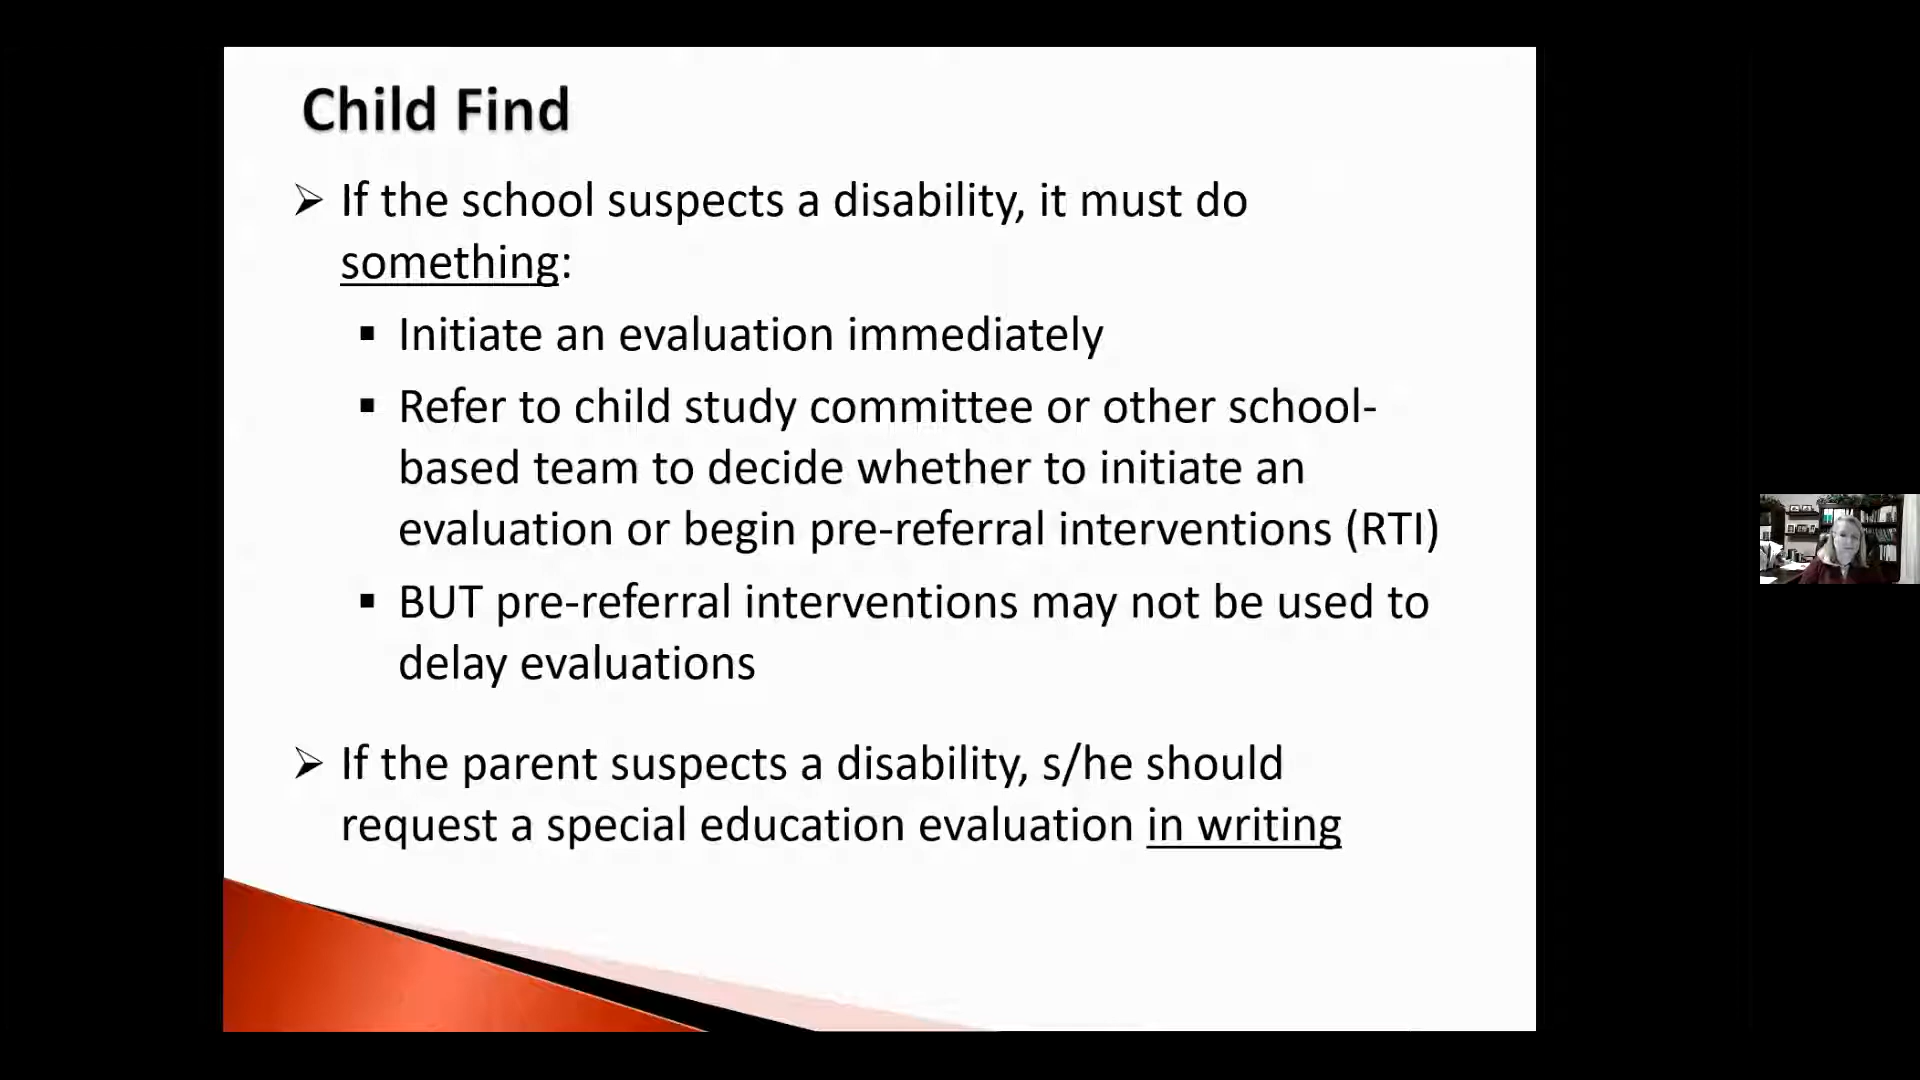 Child Find
➢ If the school suspects a disability, it must do
something:
▪ Initiate an evaluation immediately
▪ Refer to child study committee or other school-
based team to decide whether to initiate an
evaluation or begin pre-referral interventions (RTI)
▪ BUT pre-referral interventions may not be used to
delay evaluations
➢ If the parent suspects a disability, s/he should
request a special education evaluation in writing